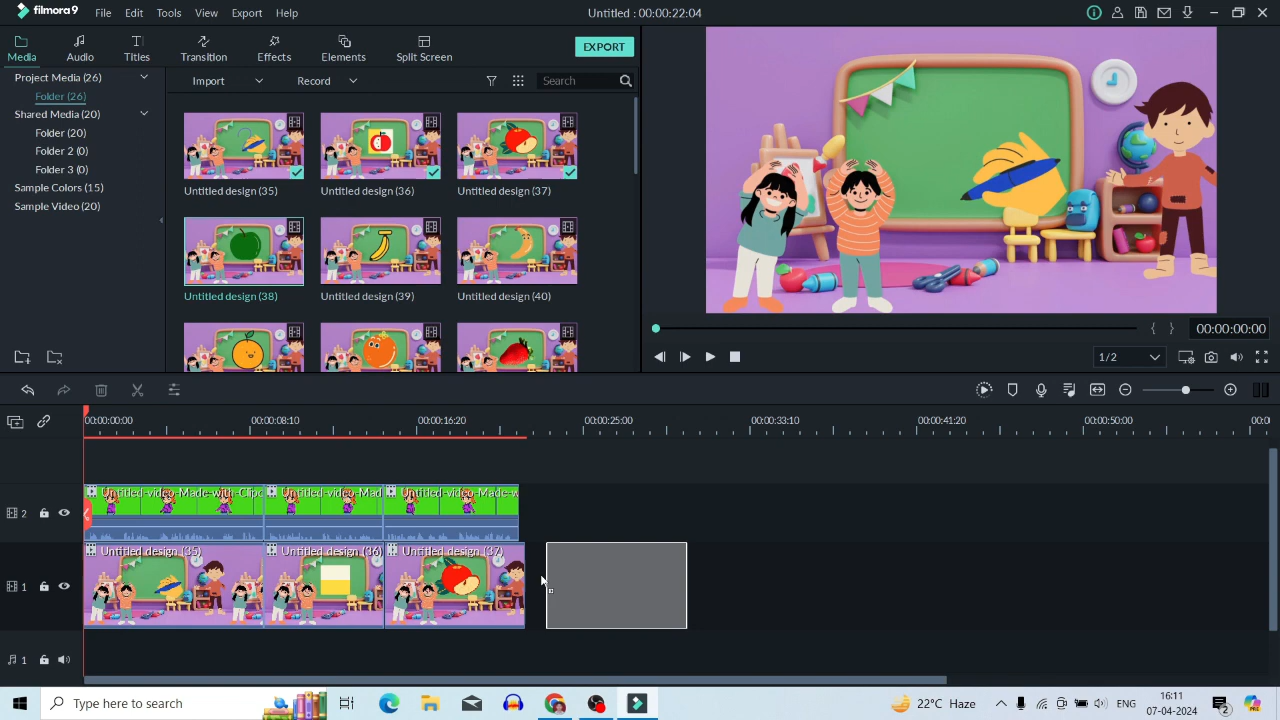 filmora9 File Edit Tools View Export Help Untitled : 00:00:22:04
Media Audio Titles Transition Effects Elements Split Screen EXPORT
Project Media (26)
Folder (26)
Shared Media (20)
Folder (20)
Folder 2 (0)
Folder 3 (0)
Sample Colors (15)
Sample Video (20)
Import Record Search
Untitled design (35) Untitled design (36) Untitled design (37)
Untitled design (38) Untitled design (39) Untitled design (40)
00:00:00:00
1/2
00:00:00:00 00:00:08:10 00:00:16:20 00:00:25:00 00:00:33:10 00:00:41:20 00:00:50:00 00:0
2 Untitled-video-Made-with-Clipc Untitled-video-Mad Untitled-video-Made-w
1 Untitled design (35) Untitled design (36) Untitled design (37)
1
Type here to search 22°C Haze ENG 16:11
07-04-2024 2